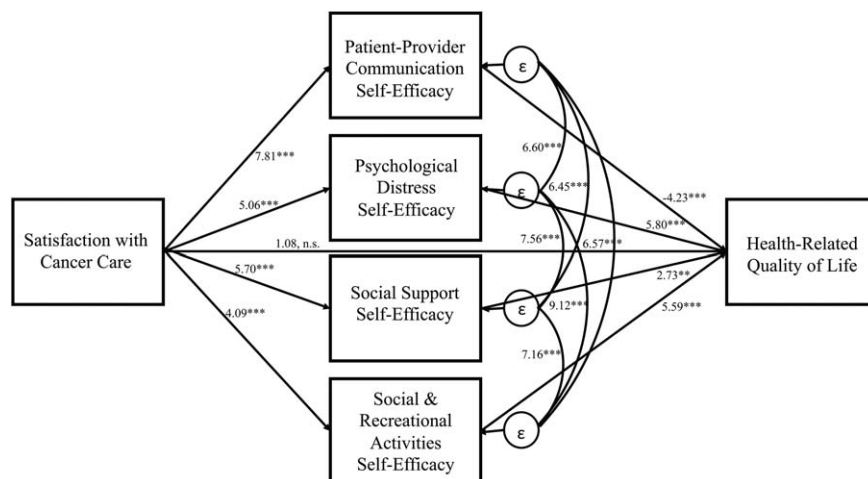 Patient-Provider
Communication
Self-Efficacy
ε
7.81***
6.60***
Psychological
Distress
Self-Efficacy
ε
6.45***
-4.23***
5.06***
5.80***
Satisfaction with
Cancer Care
1.08, n.s.
7.56***
6.57***
Health-Related
Quality of Life
5.70***
2.73**
Social Support
Self-Efficacy
ε
4.09***
9.12***
5.59***
7.16***
Social &
Recreational
Activities
Self-Efficacy
ε